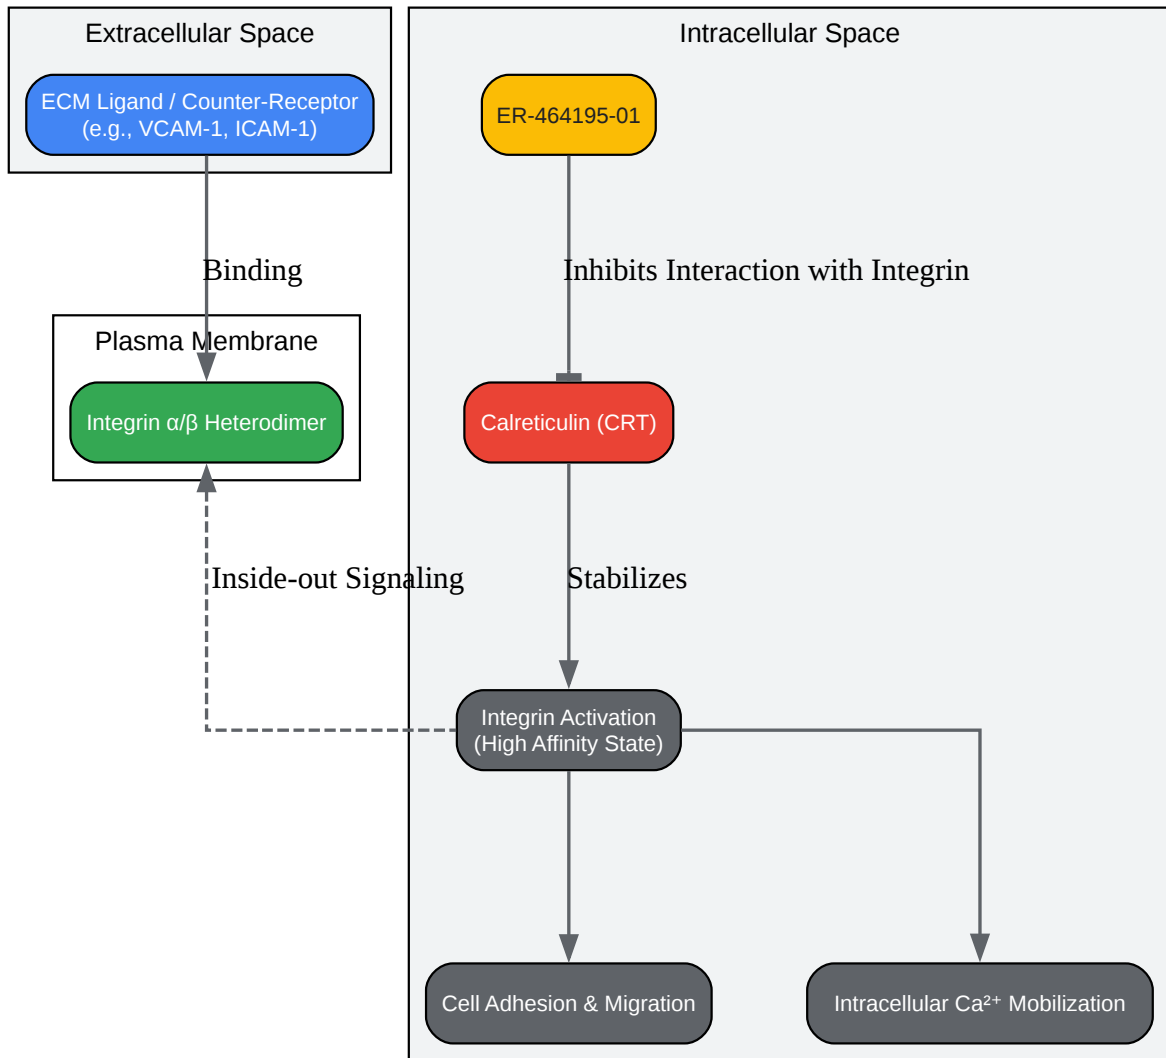 Extracellular Space
Intracellular Space
ECM Ligand / Counter-Receptor
(e.g., VCAM-1, ICAM-1)
ER-464195-01
Binding
Inhibits Interaction with Integrin
Plasma Membrane
Integrin α/β Heterodimer
Calreticulin (CRT)
Inside-out Signaling
Stabilizes
Integrin Activation
(High Affinity State)
Cell Adhesion & Migration
Intracellular Ca²⁺ Mobilization